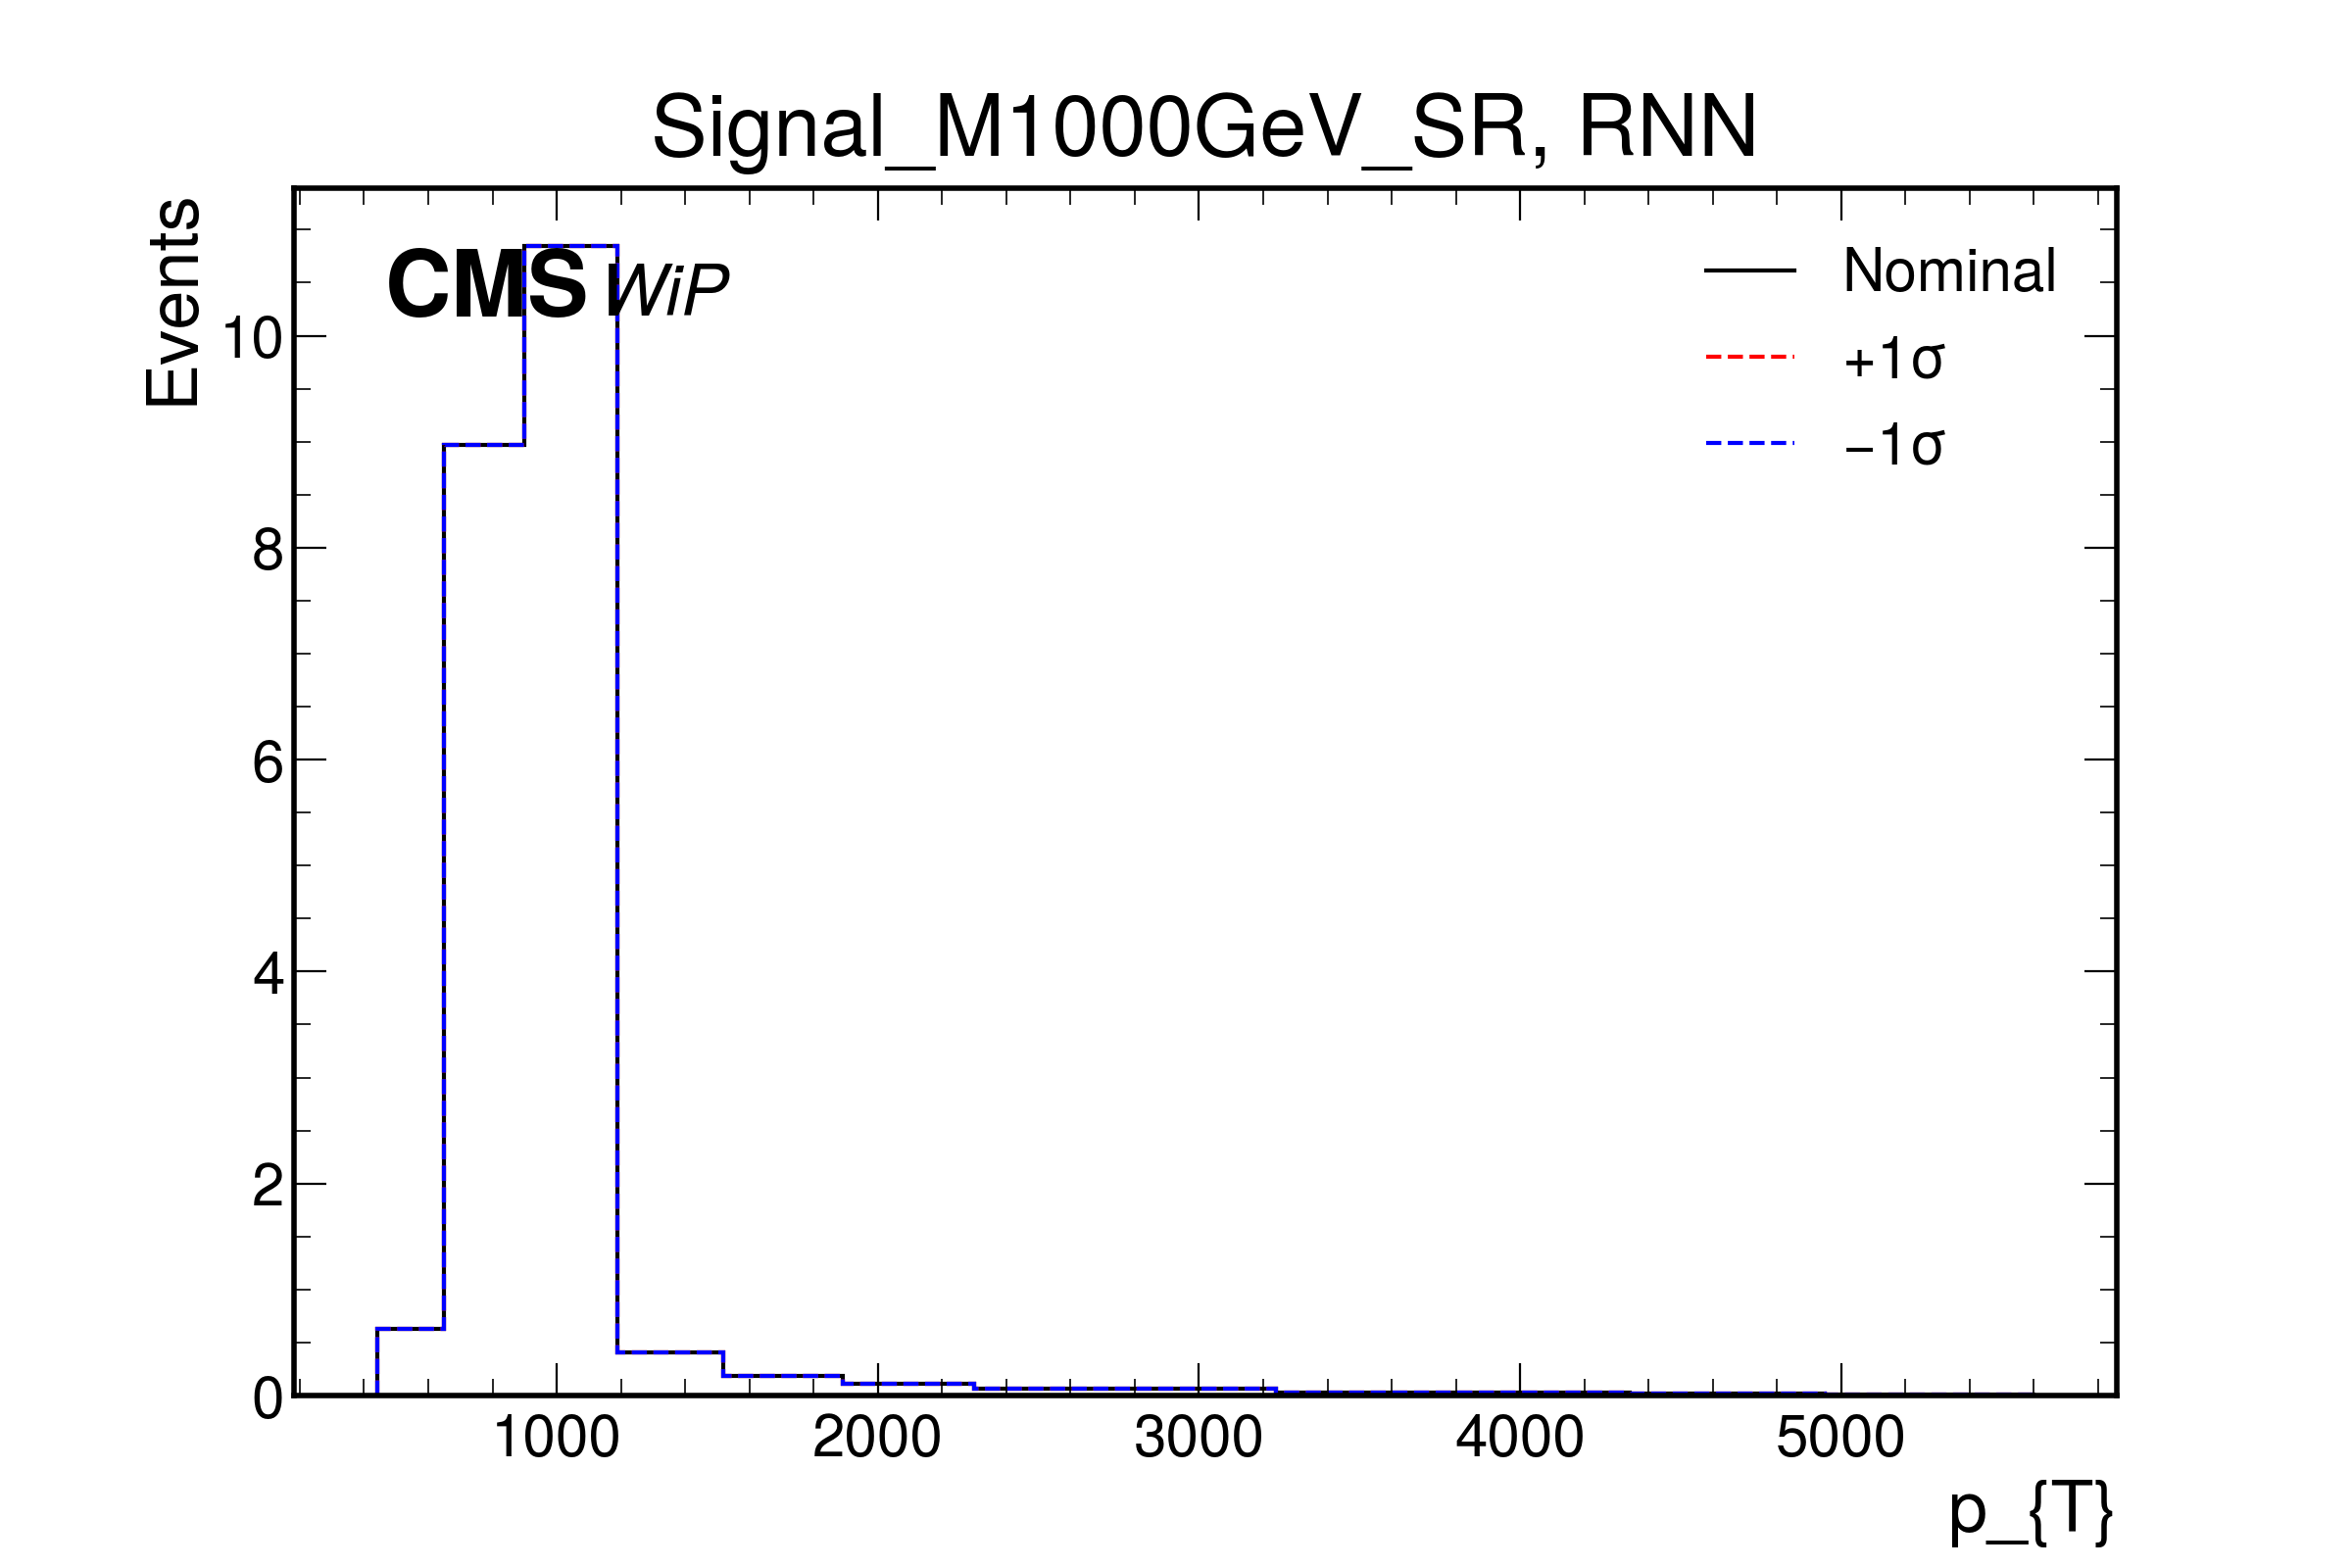 Signal_M1000GeV_SR, RNN
Events
CMS WiP
Nominal
+1σ
−1σ
10
8
6
4
2
0
1000 2000 3000 4000 5000
p_{T}